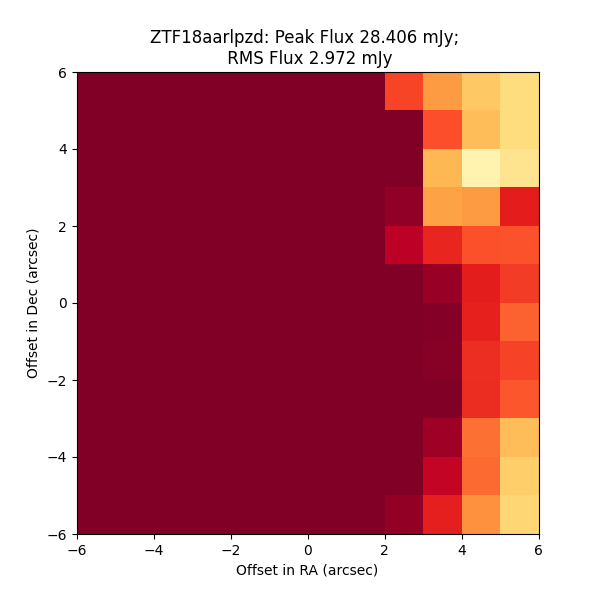 ZTF18aarlpzd: Peak Flux 28.406 mJy;
RMS Flux 2.972 mJy
6
4
2
0
−2
−4
−6
Offset in Dec (arcsec)
−6 −4 −2 0 2 4 6
Offset in RA (arcsec)